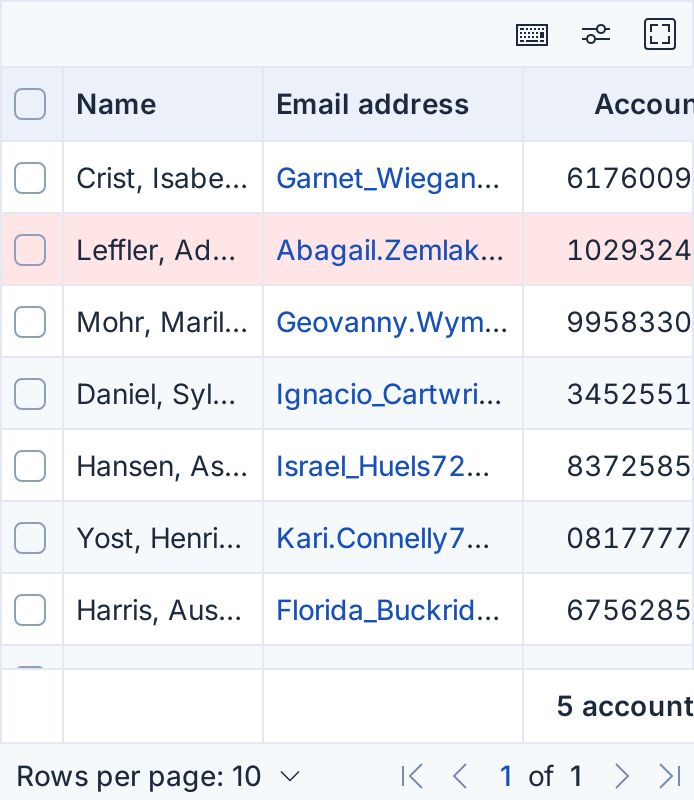 Name Email address Accoun
Crist, Isabe... Garnet_Wiegan... 6176009
Leffler, Ad... Abagail.Zemlak... 1029324
Mohr, Maril... Geovanny.Wym... 9958330
Daniel, Syl... Ignacio_Cartwri... 3452551
Hansen, As... Israel_Huels72... 8372585
Yost, Henri... Kari.Connelly7... 0817777
Harris, Aus... Florida_Buckrid... 6756285
5 account
Rows per page: 10 1 of 1